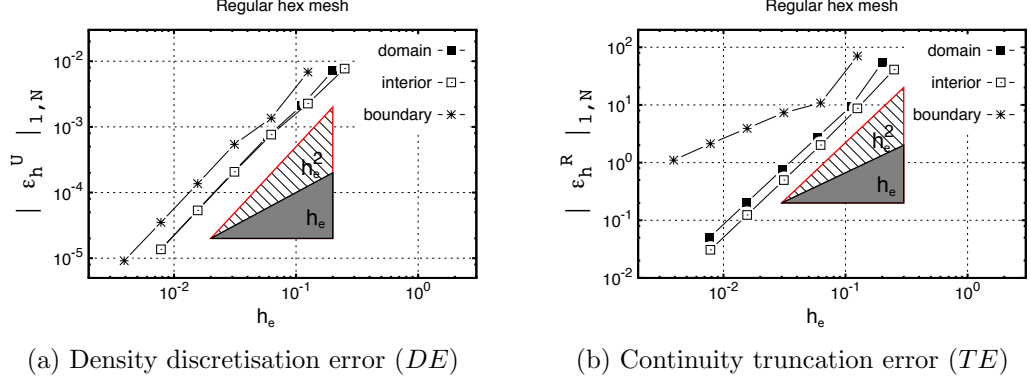 Regular hex mesh
| ε_h^U |_{1,N}
10^-2
10^-3
10^-4
10^-5
domain
interior
boundary
h_e^2
h_e
10^-2 10^-1 10^0
h_e
(a) Density discretisation error (DE)
Regular hex mesh
| ε_h^R |_{1,N}
10^2
10^1
10^0
10^-1
10^-2
domain
interior
boundary
h_e^2
h_e
10^-2 10^-1 10^0
h_e
(b) Continuity truncation error (TE)